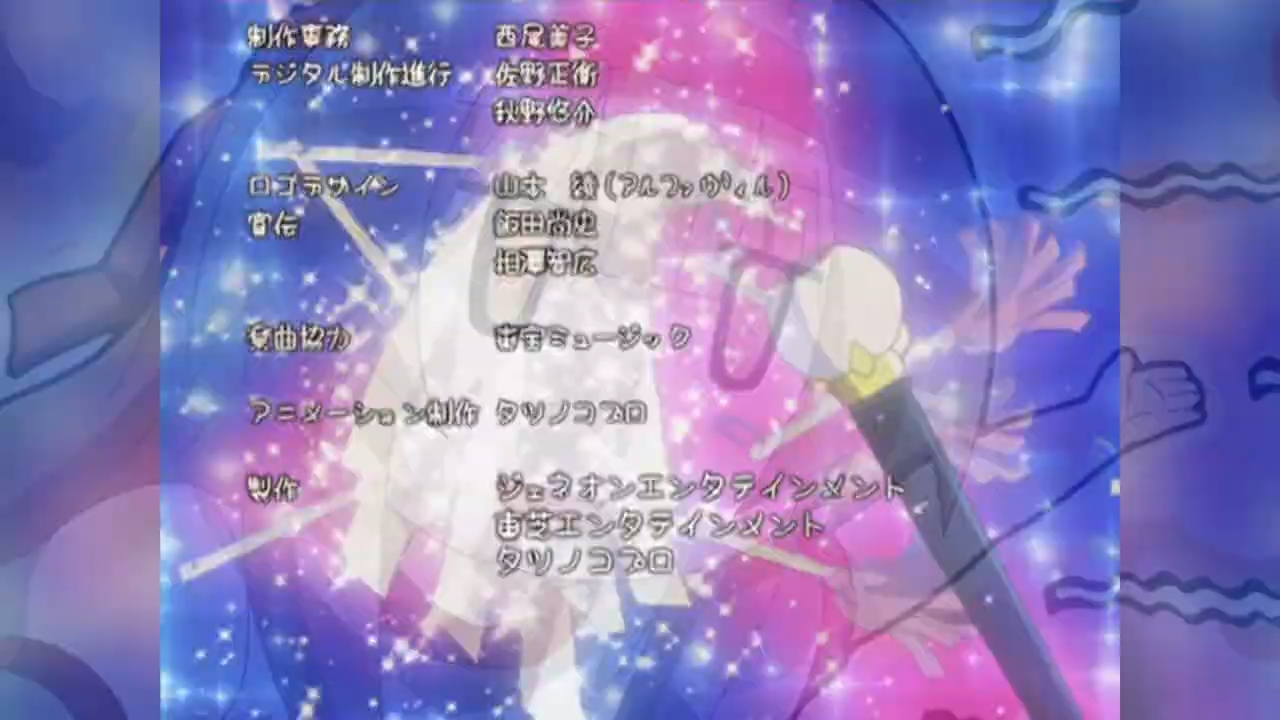 制作事務 西尾美子
デジタル制作進行 佐野正衛
秋野悠介
ロゴデザイン 山本 綾(アルファヴィル)
宣伝 飯田尚史
相澤智広
楽曲協力 宙宝ミュージック
アニメーション制作 タツノコプロ
製作 ジェネオンエンタテインメント
東芝エンタテインメント
タツノコプロ